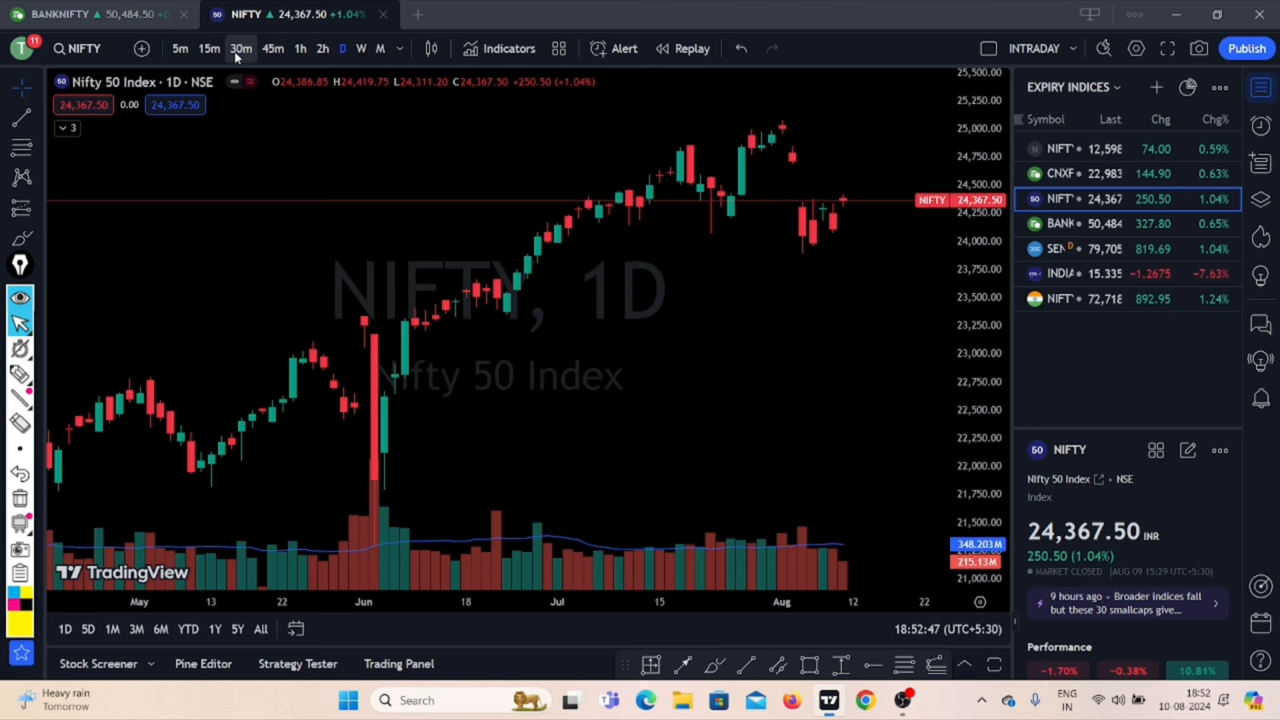 BANKNIFTY ▲ 50,484.50 +0
NIFTY ▲ 24,367.50 +1.04%
T 11 NIFTY 5m 15m 30m 45m 1h 2h D W M Indicators Alert Replay INTRADAY Publish
50 Nifty 50 Index · 1D · NSE O24,386.85 H24,419.75 L24,311.20 C24,367.50 +250.50 (+1.04%)
24,367.50 0.00 24,367.50
3
NIFTY, 1D
Nifty 50 Index
25,500.00
25,250.00
25,000.00
24,750.00
24,500.00
NIFTY 24,367.50
24,250.00
24,000.00
23,750.00
23,500.00
23,250.00
23,000.00
22,750.00
22,500.00
22,250.00
22,000.00
21,750.00
21,500.00
348.203M
215.13M
21,000.00
TradingView
May 13 22 Jun 18 Jul 15 Aug 12 22
1D 5D 1M 3M 6M YTD 1Y 5Y All 18:52:47 (UTC+5:30)
Stock Screener Pine Editor Strategy Tester Trading Panel
EXPIRY INDICES
Symbol Last Chg Chg%
NIFT 12,598 74.00 0.59%
CNXF 22,983 144.90 0.63%
50 NIFT 24,367 250.50 1.04%
BANK 50,484 327.80 0.65%
SEN D 79,705 819.69 1.04%
INDIA 15.335 −1.2675 −7.63%
NIFT 72,718 892.95 1.24%
50 NIFTY
Nifty 50 Index · NSE
Index
24,367.50 INR
250.50 (1.04%)
MARKET CLOSED (AUG 09 15:29 UTC+5:30)
9 hours ago · Broader indices fall
but these 30 smallcaps give...
Performance
−1.70% −0.38% 10.81%
Heavy rain
Tomorrow
Search
ENG
IN
18:52
10-08-2024